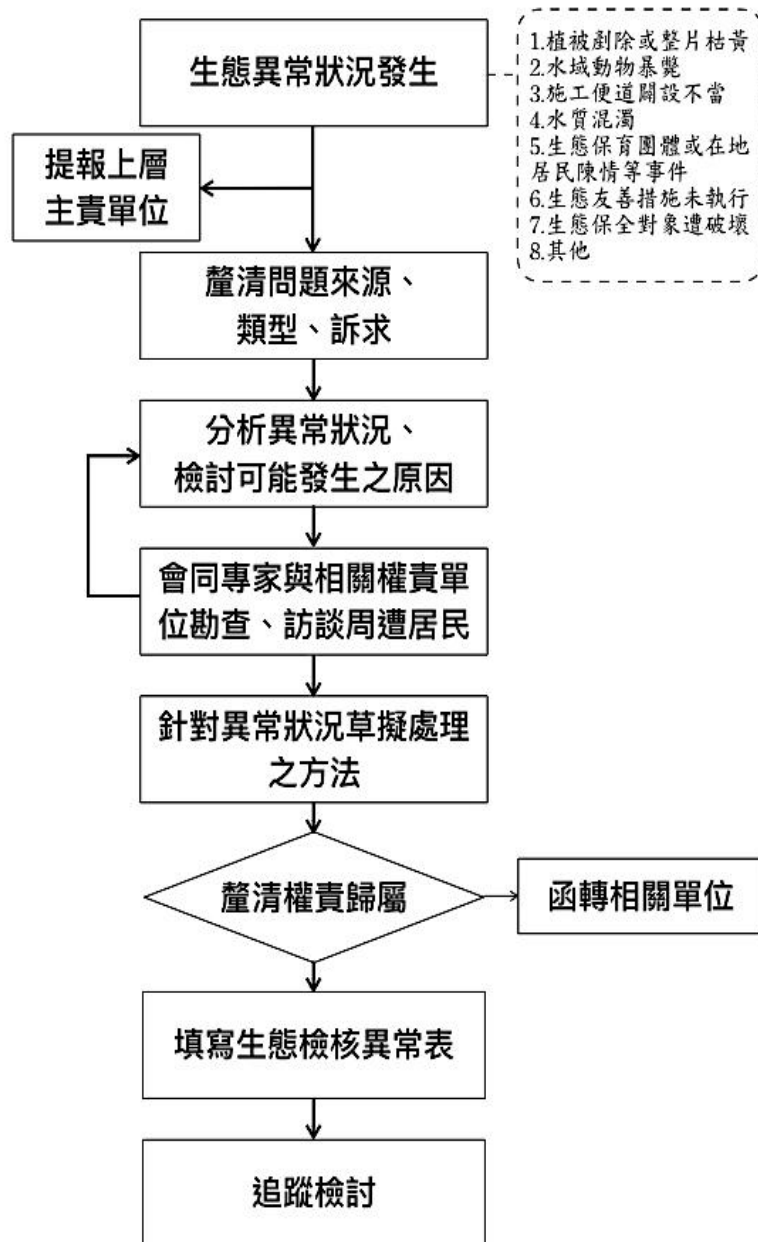 生態異常狀況發生
1.植被剷除或整片枯黃
2.水域動物暴斃
3.施工便道闢設不當
4.水質混濁
5.生態保育團體或在地
居民陳情等事件
6.生態友善措施未執行
7.生態保全對象遭破壞
8.其他
提報上層
主責單位
釐清問題來源、
類型、訴求
分析異常狀況、
檢討可能發生之原因
會同專家與相關權責單
位勘查、訪談周遭居民
針對異常狀況草擬處理
之方法
釐清權責歸屬
函轉相關單位
填寫生態檢核異常表
追蹤檢討